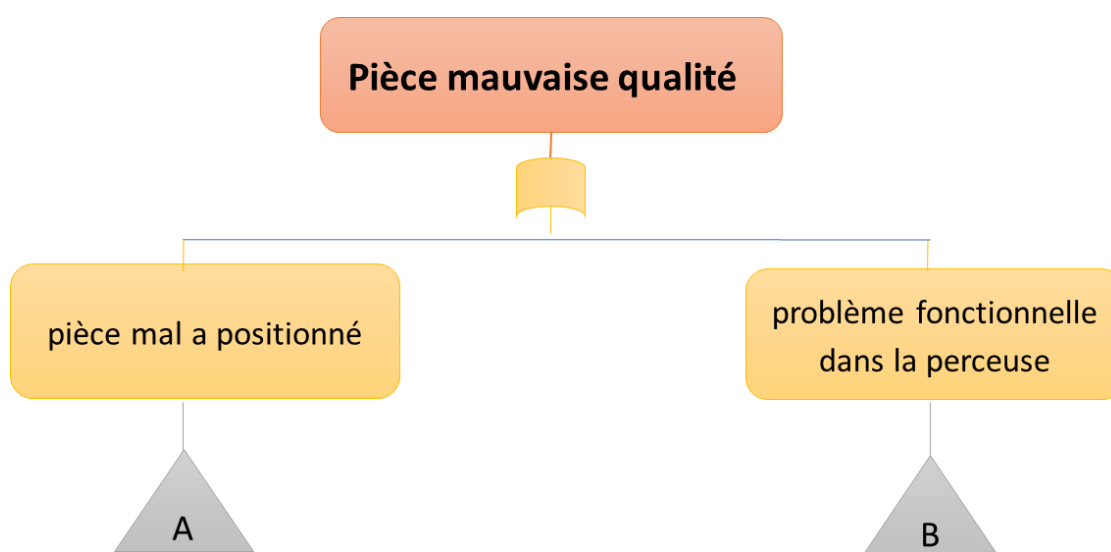 Pièce mauvaise qualité
pièce mal a positionné
problème fonctionnelle
dans la perceuse
A
B